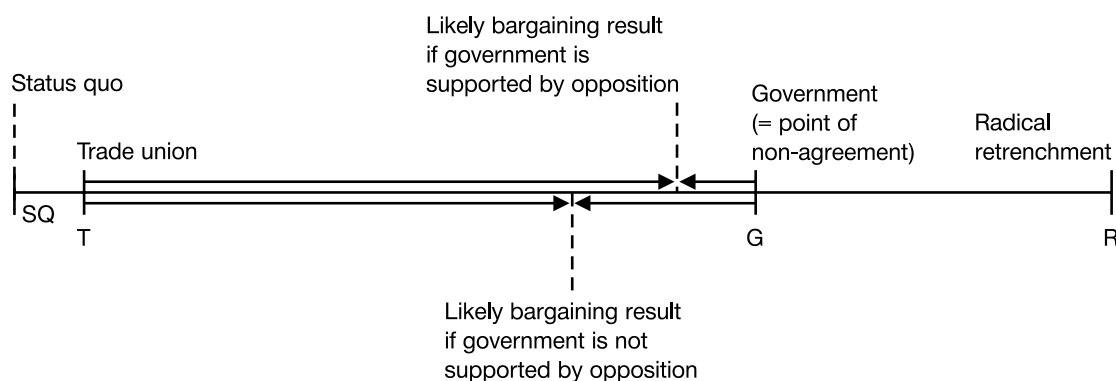 Likely bargaining result
if government is
supported by opposition
Status quo
Government
(= point of
non-agreement)
Radical
retrenchment
Trade union
SQ
T
G
R
Likely bargaining result
if government is not
supported by opposition